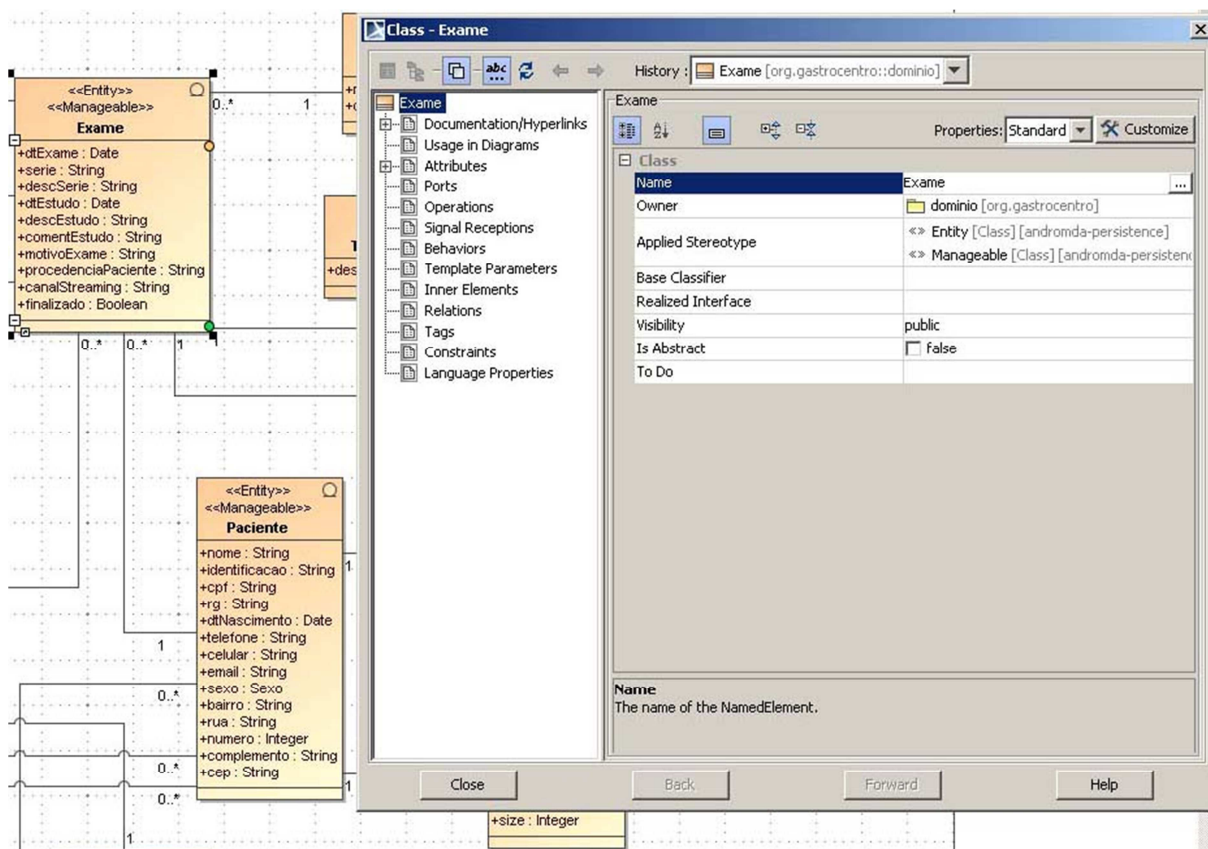 Class - Exame
History : Exame [org.gastrocentro::dominio]
<<Entity>>
<<Manageable>>
Exame
+dtExame : Date
+serie : String
+descSerie : String
+dtEstudo : Date
+descEstudo : String
+comentEstudo : String
+motivoExame : String
+procedenciaPaciente : String
+canalStreaming : String
+finalizado : Boolean
0..*
1
0..*
0..*
1
+des
<<Entity>>
<<Manageable>>
Paciente
+nome : String
+identificacao : String
+cpf : String
+rg : String
+dtNascimento : Date
+telefone : String
+celular : String
+email : String
+sexo : Sexo
+bairro : String
+rua : String
+numero : Integer
+complemento : String
+cep : String
1
1
0..*
0..*
0..*
1
1
+size : Integer
Exame
Documentation/Hyperlinks
Usage in Diagrams
Attributes
Ports
Operations
Signal Receptions
Behaviors
Template Parameters
Inner Elements
Relations
Tags
Constraints
Language Properties
Exame
Properties: Standard Customize
Class
Name Exame ...
Owner dominio [org.gastrocentro]
Applied Stereotype
«» Entity [Class] [andromda-persistence]
«» Manageable [Class] [andromda-persistenc
Base Classifier
Realized Interface
Visibility public
Is Abstract false
To Do
Name
The name of the NamedElement.
Close Back Forward Help